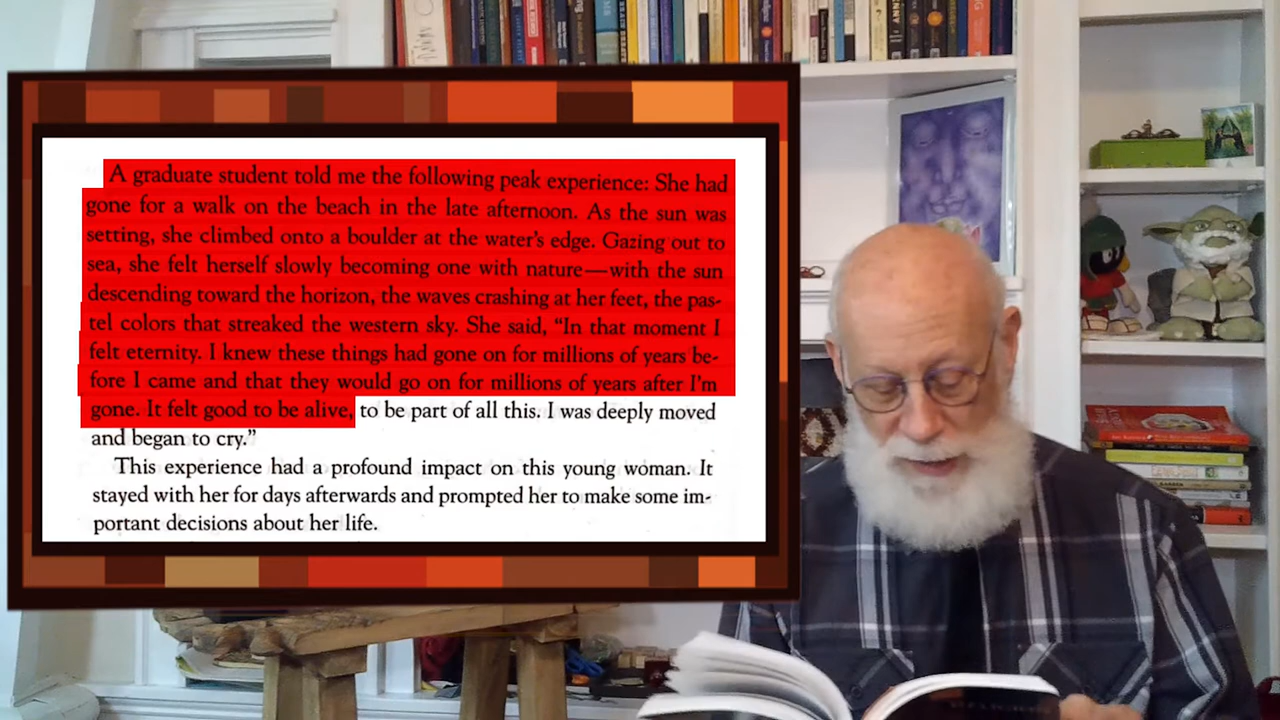 A graduate student told me the following peak experience: She had
gone for a walk on the beach in the late afternoon. As the sun was
setting, she climbed onto a boulder at the water's edge. Gazing out to
sea, she felt herself slowly becoming one with nature—with the sun
descending toward the horizon, the waves crashing at her feet, the pas-
tel colors that streaked the western sky. She said, “In that moment I
felt eternity. I knew these things had gone on for millions of years be-
fore I came and that they would go on for millions of years after I'm
gone. It felt good to be alive, to be part of all this. I was deeply moved
and began to cry.”
This experience had a profound impact on this young woman. It
stayed with her for days afterwards and prompted her to make some im-
portant decisions about her life.